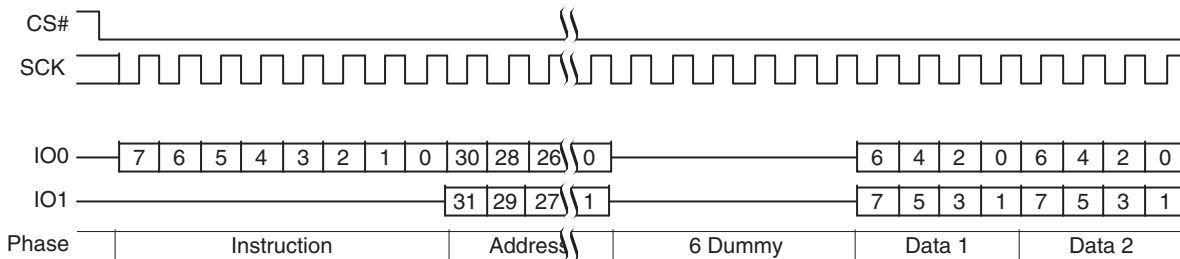 CS#
SCK
IO0 7 6 5 4 3 2 1 0 30 28 26 0 6 4 2 0 6 4 2 0
IO1 31 29 27 1 7 5 3 1 7 5 3 1
Phase Instruction Address 6 Dummy Data 1 Data 2